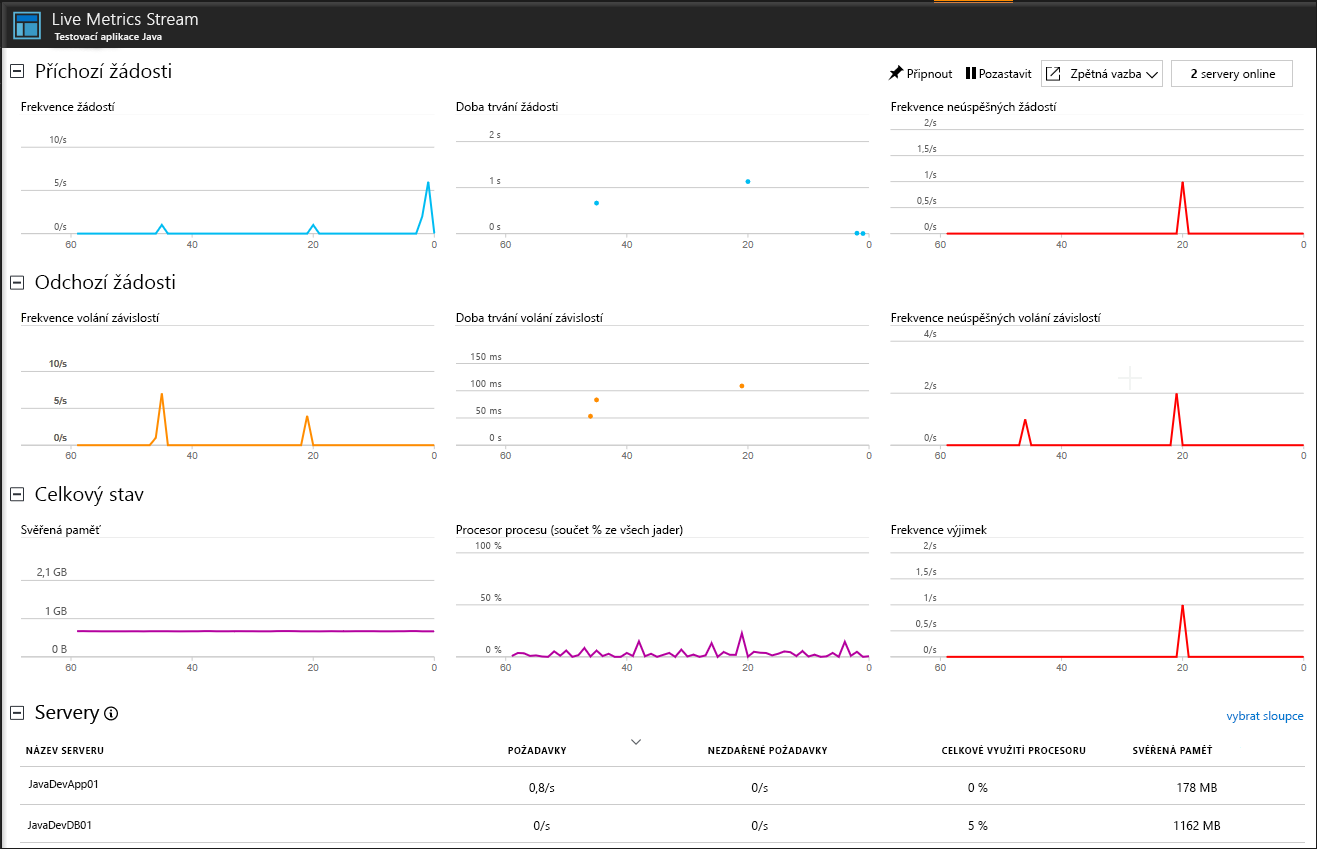 Live Metrics Stream
Testovací aplikace Java
Příchozí žádosti
Připnout
Pozastavit
Zpětná vazba
2 servery online
Frekvence žádostí
10/s
5/s
0/s
60 40 20 0
Doba trvání žádosti
2 s
1 s
0 s
60 40 20 0
Frekvence neúspěšných žádostí
2/s
1,5/s
1/s
0,5/s
0/s
60 40 20 0
Odchozí žádosti
Frekvence volání závislostí
10/s
5/s
0/s
60 40 20 0
Doba trvání volání závislostí
150 ms
100 ms
50 ms
0 s
60 40 20 0
Frekvence neúspěšných volání závislostí
4/s
2/s
0/s
60 40 20 0
Celkový stav
Svěřená paměť
2,1 GB
1 GB
0 B
60 40 20 0
Procesor procesu (součet % ze všech jader)
100 %
50 %
0 %
60 40 20 0
Frekvence výjimek
2/s
1,5/s
1/s
0,5/s
0/s
60 40 20 0
Servery
vybrat sloupce
NÁZEV SERVERU POŽADAVKY NEZDAŘENÉ POŽADAVKY CELKOVÉ VYUŽITÍ PROCESORU SVĚŘENÁ PAMĚŤ
JavaDevApp01 0,8/s 0/s 0 % 178 MB
JavaDevDB01 0/s 0/s 5 % 1162 MB